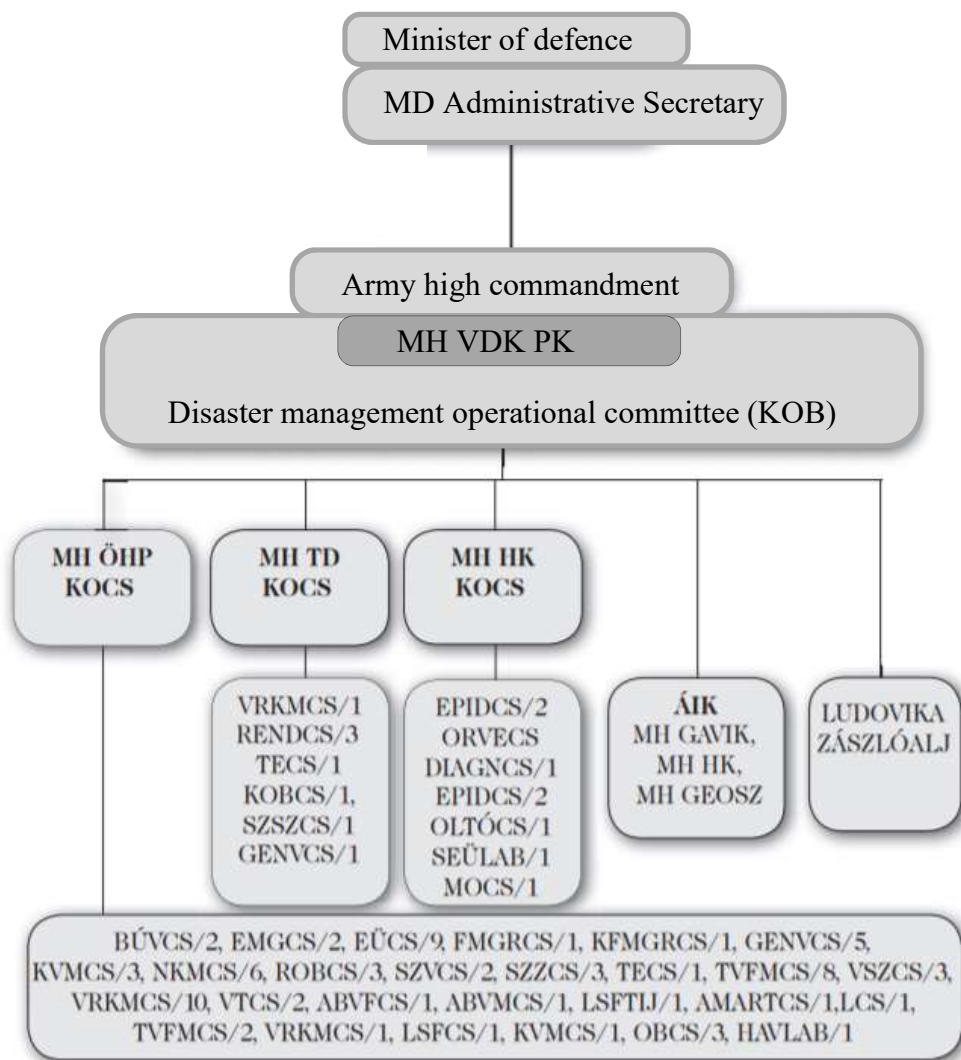 Minister of defence
MD Administrative Secretary
Army high commandment
MH VDK PK
Disaster management operational committee (KOB)
MH ÖHP
KOCS
MH TD
KOCS
MH HK
KOCS
VRKMCS/1
RENDCS/3
TECS/1
KOBCS/1,
SZSZCS/1
GENVCS/1
EPIDCS/2
ORVECS
DIAGNCS/1
EPIDCS/2
OLTÓCS/1
SEÜLAB/1
MOCS/1
ÁIK
MH GAVIK,
MH HK,
MH GEOSZ
LUDOVIKA
ZÁSZLÓALJ
BÚVCS/2, EMGCS/2, EÜCS/9, FMGRCS/1, KFMGRCS/1, GENVCS/5,
KVMCS/3, NKMCS/6, ROBCS/3, SZVCS/2, SZZCS/3, TECS/1, TVFMCS/8, VSZCS/3,
VRKMCS/10, VTCS/2, ABVFCS/1, ABVMCS/1, LSFTIJ/1, AMARTCS/1,LCS/1,
TVFMCS/2, VRKMCS/1, LSFCS/1, KVMCS/1, OBCS/3, HAVLAB/1